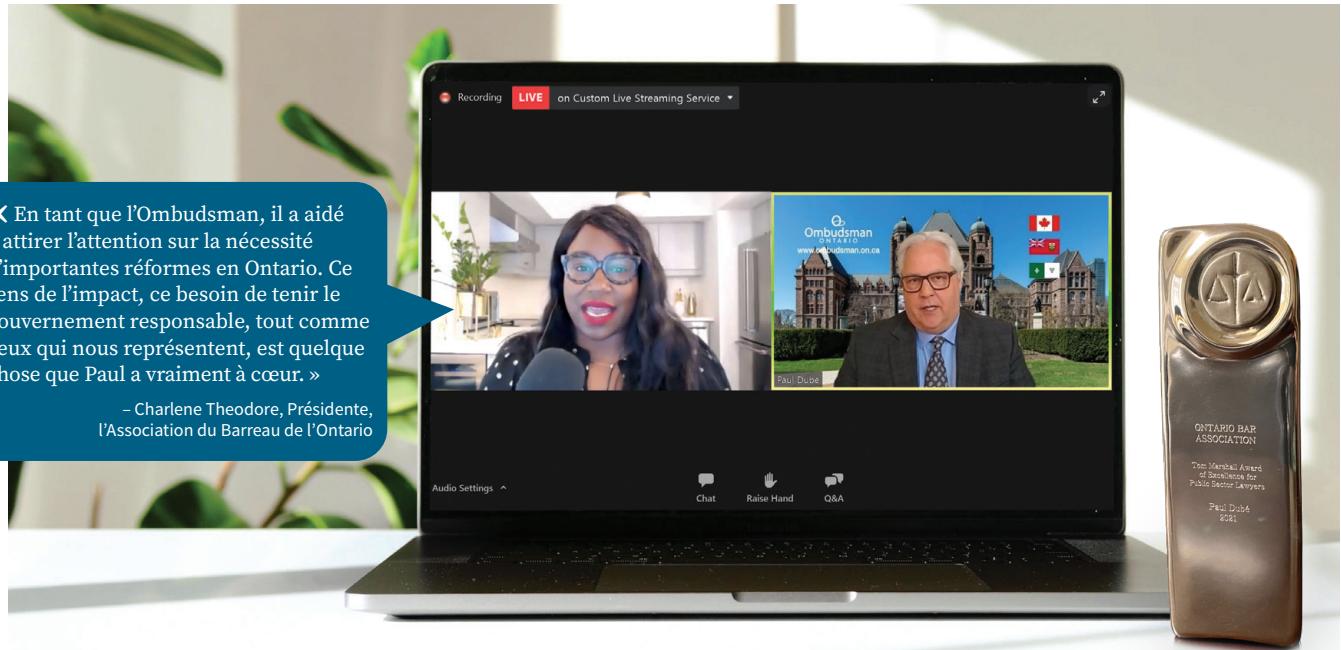 En tant que l’Ombudsman, il a aidé
attirer l’attention sur la nécessité
’importantes réformes en Ontario. Ce
ens de l’impact, ce besoin de tenir le
ouvernement responsable, tout comme
eux qui nous représentent, est quelque
hose que Paul a vraiment à cœur. »
– Charlene Theodore, Présidente,
l’Association du Barreau de l’Ontario
Recording LIVE on Custom Live Streaming Service
Ombudsman
ONTARIO
www.ombudsman.on.ca
Paul Dubé
Audio Settings
Chat Raise Hand Q&A
ONTARIO BAR
ASSOCIATION
Tom Marshall Award
of Excellence for
Public Sector Lawyers
Paul Dubé
2021